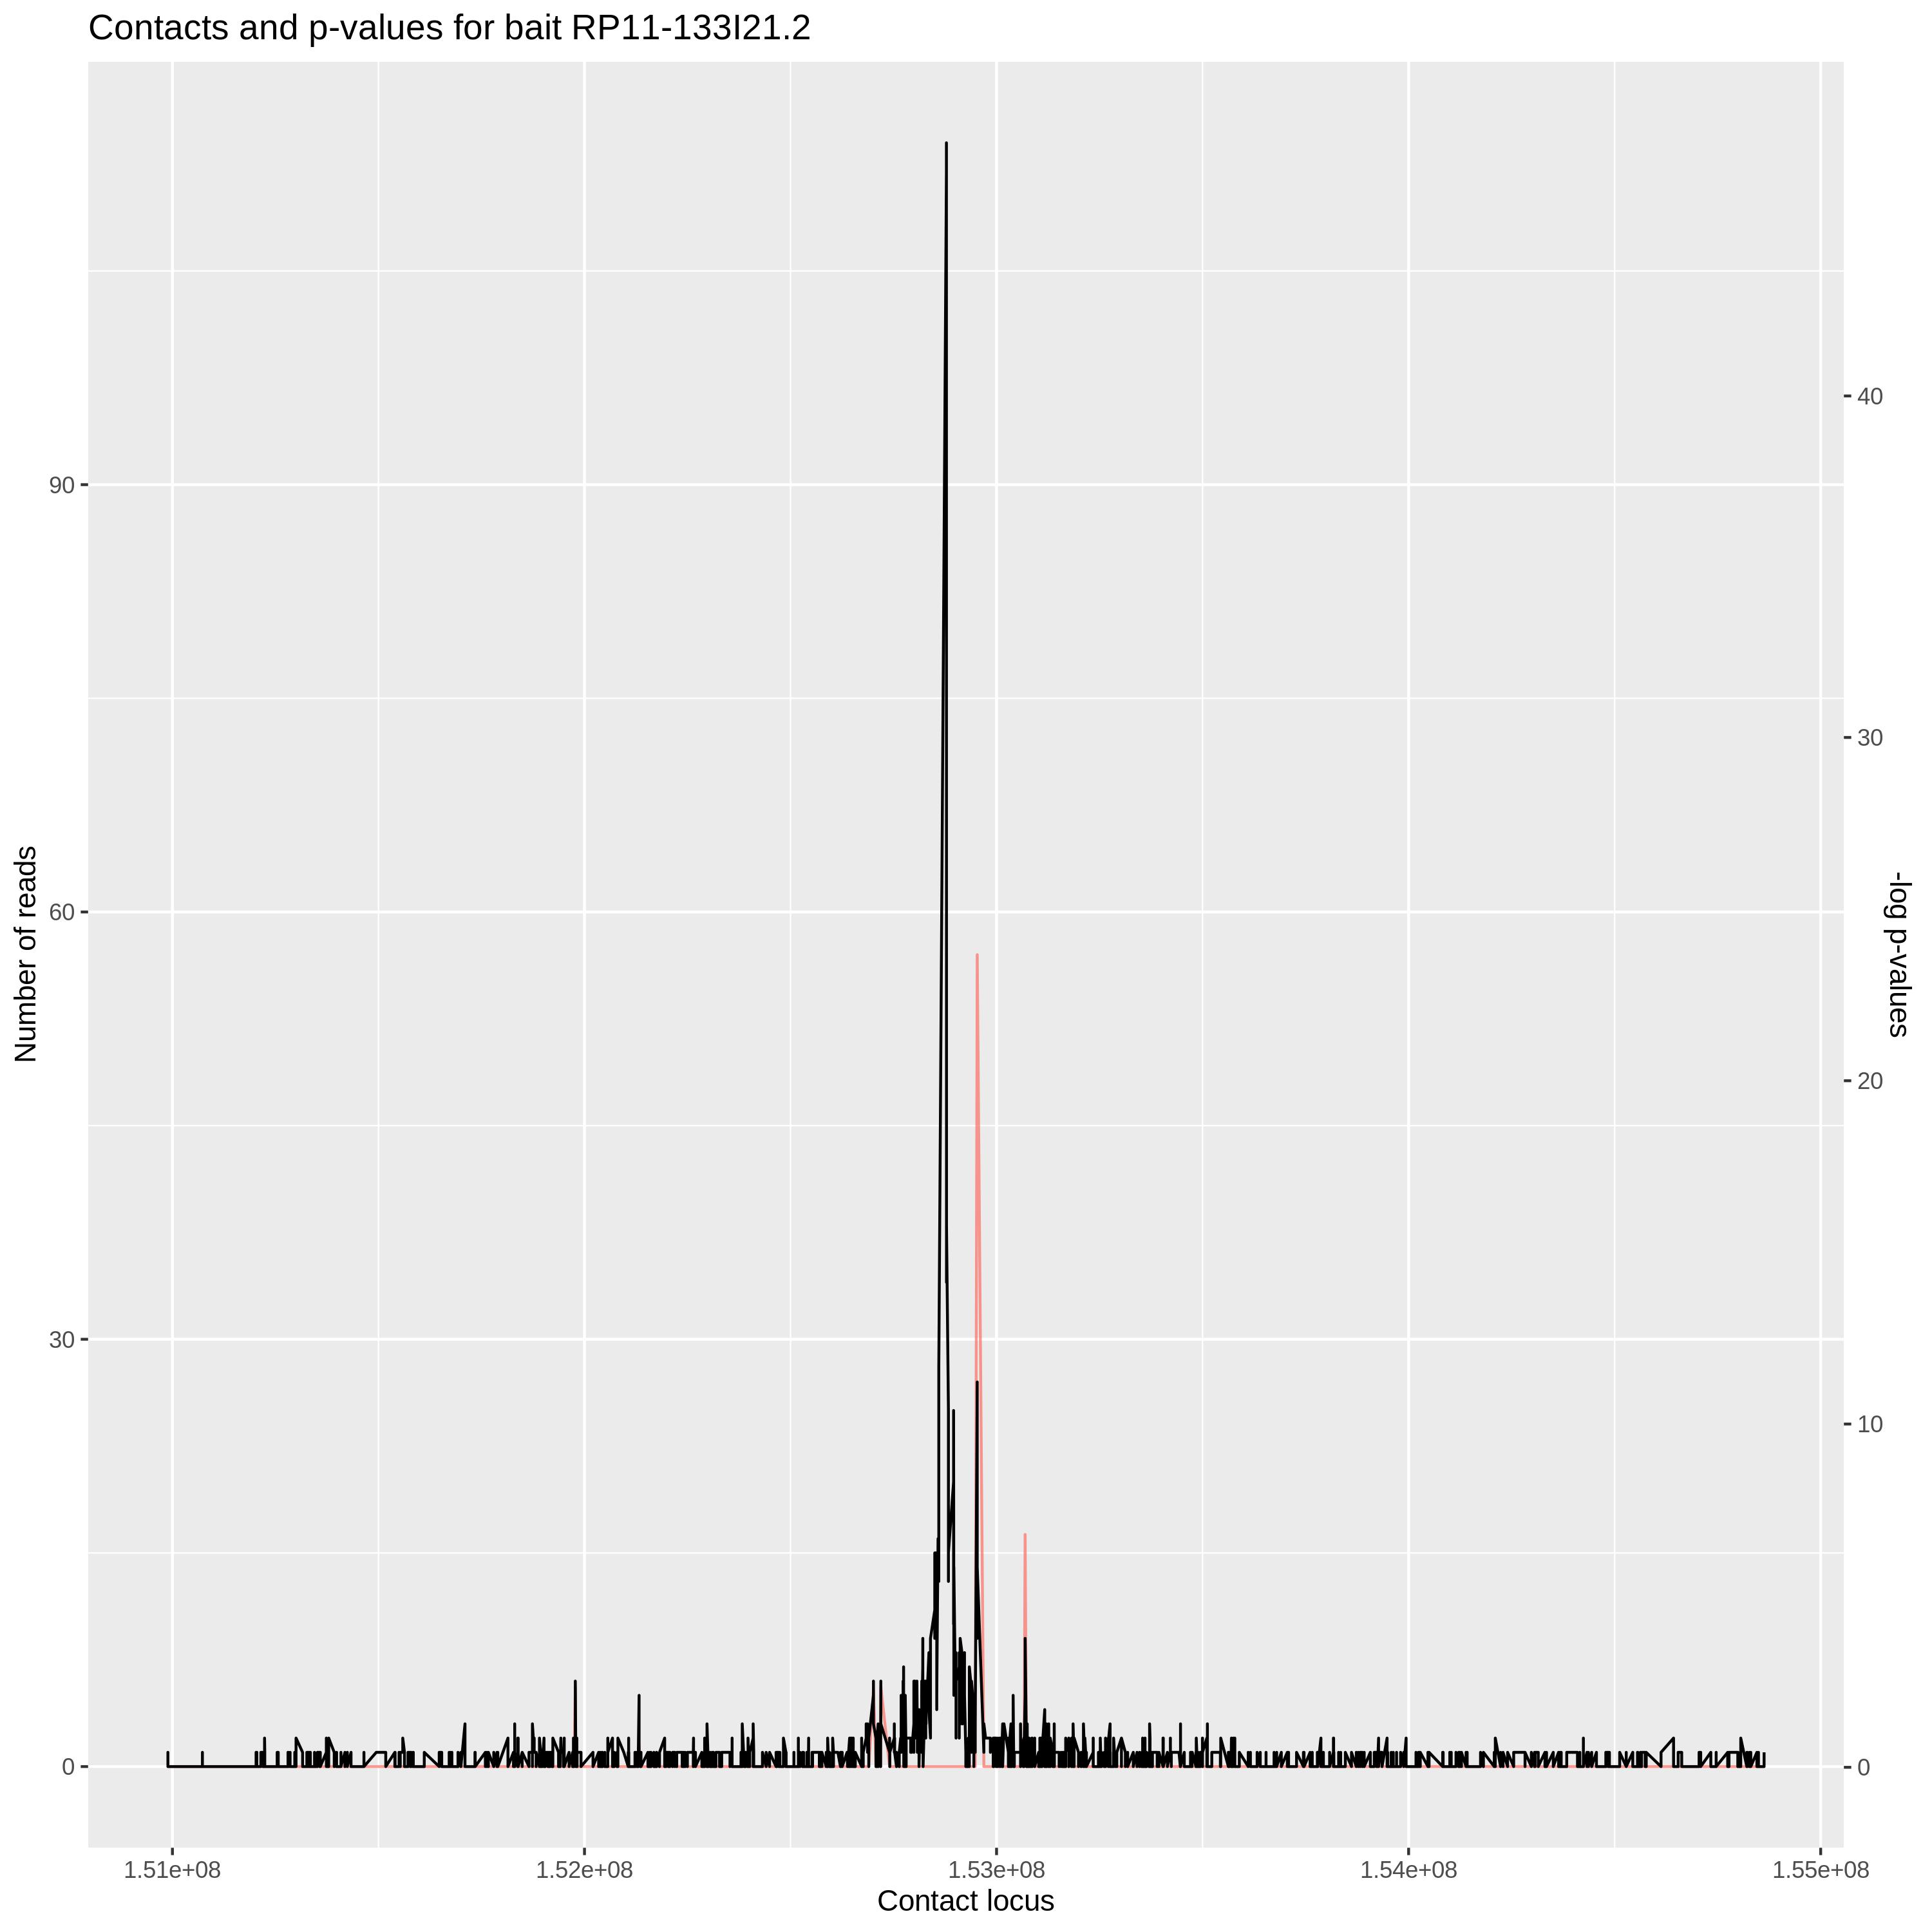 Contacts and p-values for bait RP11-133I21.2
Number of reads
90
60
30
0
40
30
20
10
0
-log p-values
1.51e+08
1.52e+08
1.53e+08
1.54e+08
1.55e+08
Contact locus